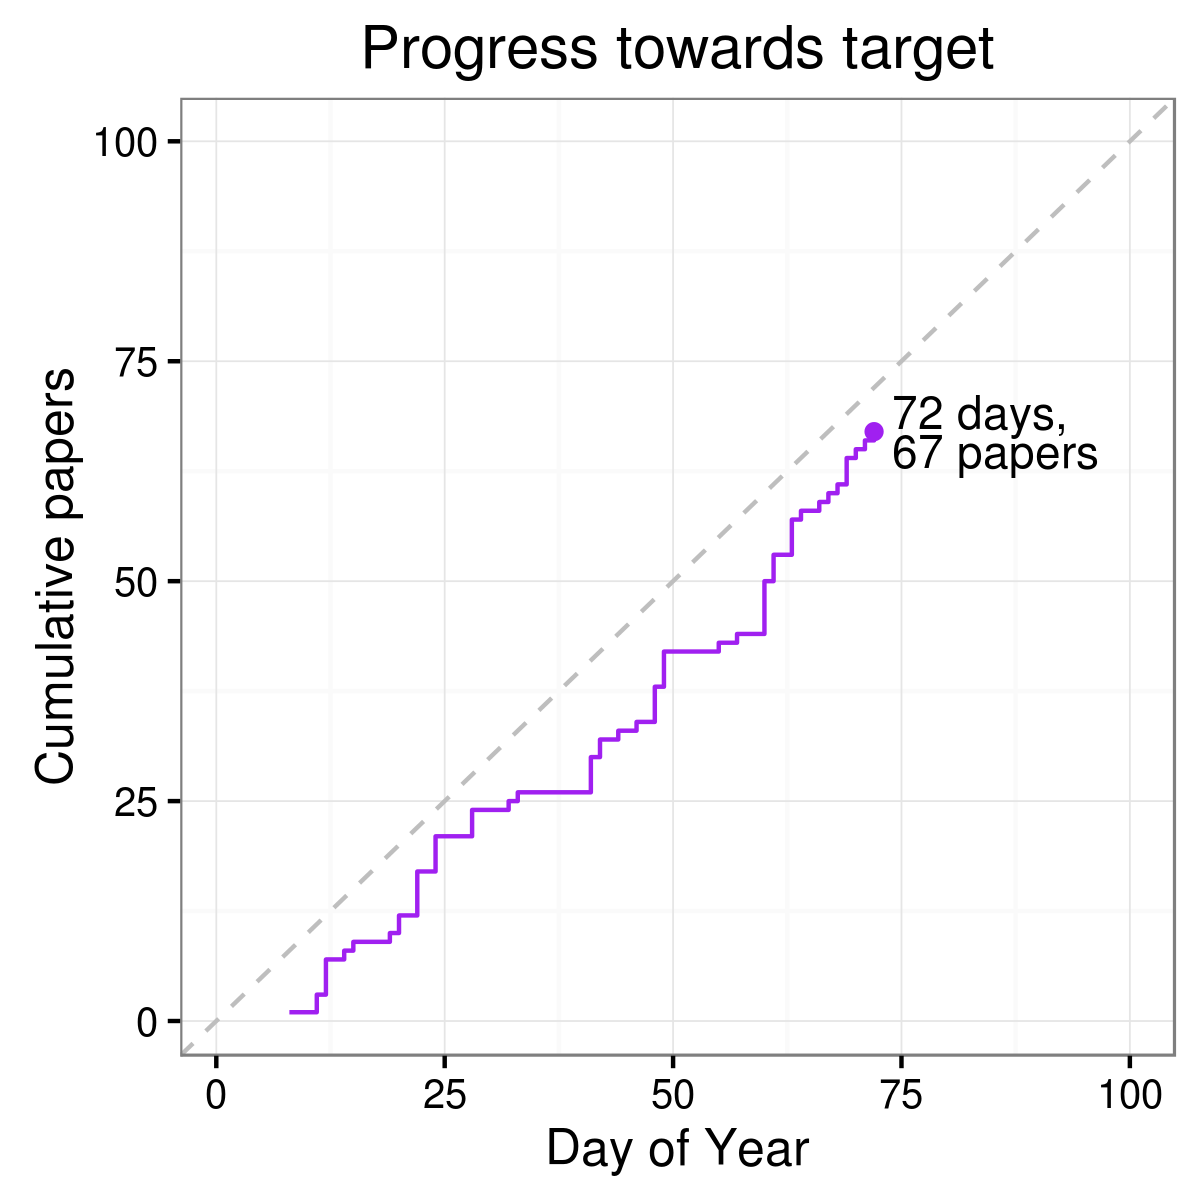 Progress towards target
100
75
50
25
0
Cumulative papers
72 days,
67 papers
0 25 50 75 100
Day of Year